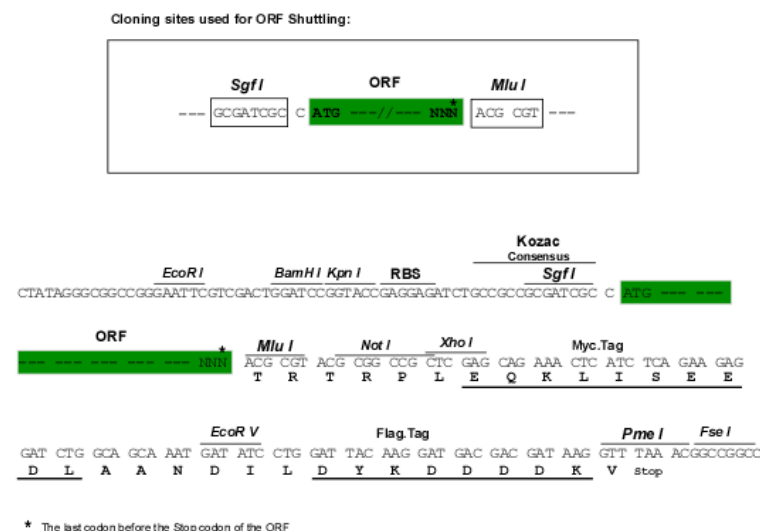 Cloning sites used for ORF Shuttling:
Sgf I ORF Mlu I
--- GCGATCGC C ATG ---//--- NNN* ACG CGT ---
Kozac
Consensus
EcoR I BamH I Kpn I RBS Sgf I
CTATAGGGCGGCCGGGAATTCGTCGACTGGATCCGGTACCGAGGAGATCTGCCGCCGCGATCGC C ATG --- ---
ORF
Mlu I Not I Xho I Myc.Tag
--- --- --- --- --- --- NNN* ACG CGT ACG CGG CCG CTC GAG CAG AAA CTC ATC TCA GAA GAG
T R T R P L E Q K L I S E E
EcoR V Flag.Tag Pme I Fse I
GAT CTG GCA GCA AAT GAT ATC CTG GAT TAC AAG GAT GAC GAC GAT AAG GTT TAA ACGGCCGGCC
D L A A N D I L D Y K D D D D K V Stop
* The last codon before the Stop codon of the ORF